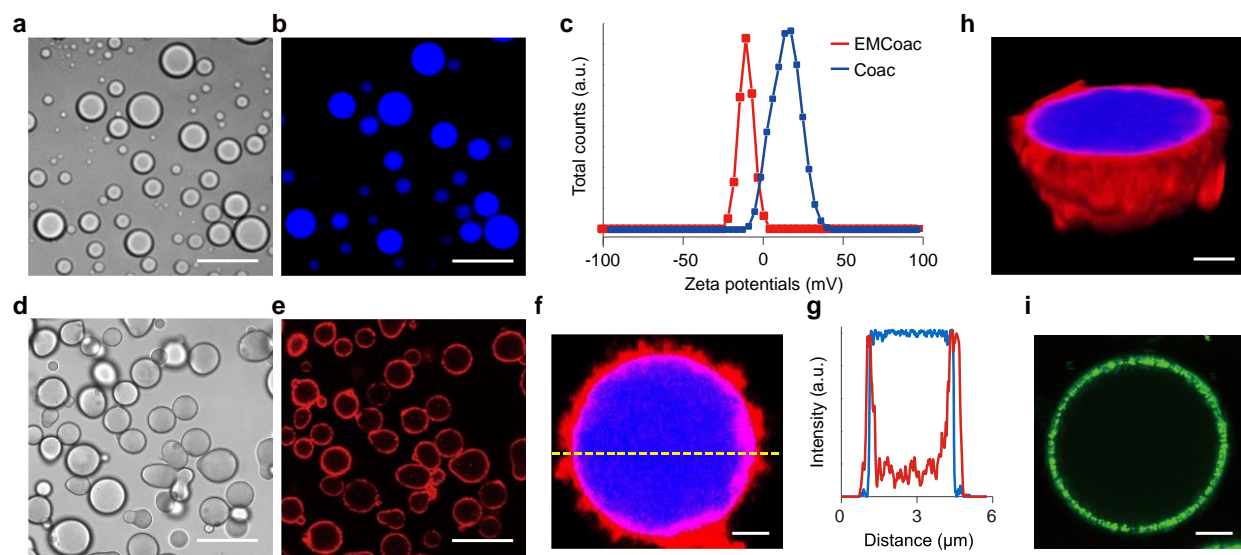 a
b
c
EMCoac
Coac
Total counts (a.u.)
-100
-50
0
50
100
Zeta potentials (mV)
h
d
e
f
g
Intensity (a.u.)
0
3
6
Distance (µm)
i